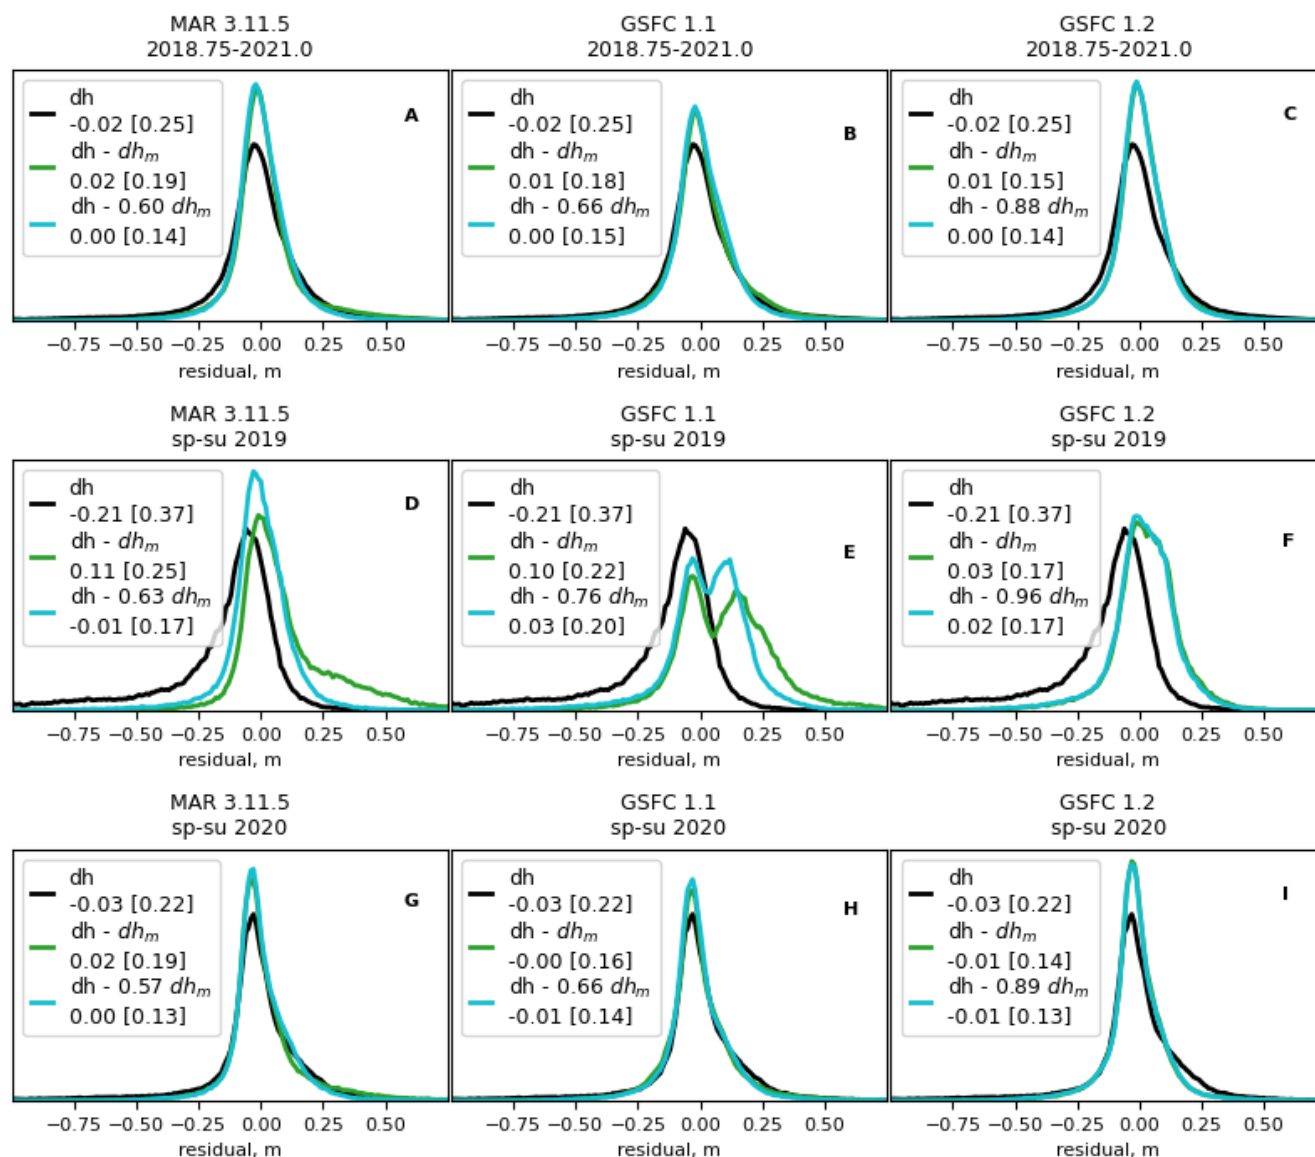 MAR 3.11.5
2018.75-2021.0
GSFC 1.1
2018.75-2021.0
GSFC 1.2
2018.75-2021.0
dh
-0.02 [0.25]
dh - dhm
0.02 [0.19]
dh - 0.60 dhm
0.00 [0.14]
A
−0.75 −0.50 −0.25 0.00 0.25 0.50
residual, m
dh
-0.02 [0.25]
dh - dhm
0.01 [0.18]
dh - 0.66 dhm
0.00 [0.15]
B
−0.75 −0.50 −0.25 0.00 0.25 0.50
residual, m
dh
-0.02 [0.25]
dh - dhm
0.01 [0.15]
dh - 0.88 dhm
0.00 [0.14]
C
−0.75 −0.50 −0.25 0.00 0.25 0.50
residual, m
MAR 3.11.5
sp-su 2019
GSFC 1.1
sp-su 2019
GSFC 1.2
sp-su 2019
dh
-0.21 [0.37]
dh - dhm
0.11 [0.25]
dh - 0.63 dhm
-0.01 [0.17]
D
−0.75 −0.50 −0.25 0.00 0.25 0.50
residual, m
dh
-0.21 [0.37]
dh - dhm
0.10 [0.22]
dh - 0.76 dhm
0.03 [0.20]
E
−0.75 −0.50 −0.25 0.00 0.25 0.50
residual, m
dh
-0.21 [0.37]
dh - dhm
0.03 [0.17]
dh - 0.96 dhm
0.02 [0.17]
F
−0.75 −0.50 −0.25 0.00 0.25 0.50
residual, m
MAR 3.11.5
sp-su 2020
GSFC 1.1
sp-su 2020
GSFC 1.2
sp-su 2020
dh
-0.03 [0.22]
dh - dhm
0.02 [0.19]
dh - 0.57 dhm
0.00 [0.13]
G
−0.75 −0.50 −0.25 0.00 0.25 0.50
residual, m
dh
-0.03 [0.22]
dh - dhm
-0.00 [0.16]
dh - 0.66 dhm
-0.01 [0.14]
H
−0.75 −0.50 −0.25 0.00 0.25 0.50
residual, m
dh
-0.03 [0.22]
dh - dhm
-0.01 [0.14]
dh - 0.89 dhm
-0.01 [0.13]
I
−0.75 −0.50 −0.25 0.00 0.25 0.50
residual, m